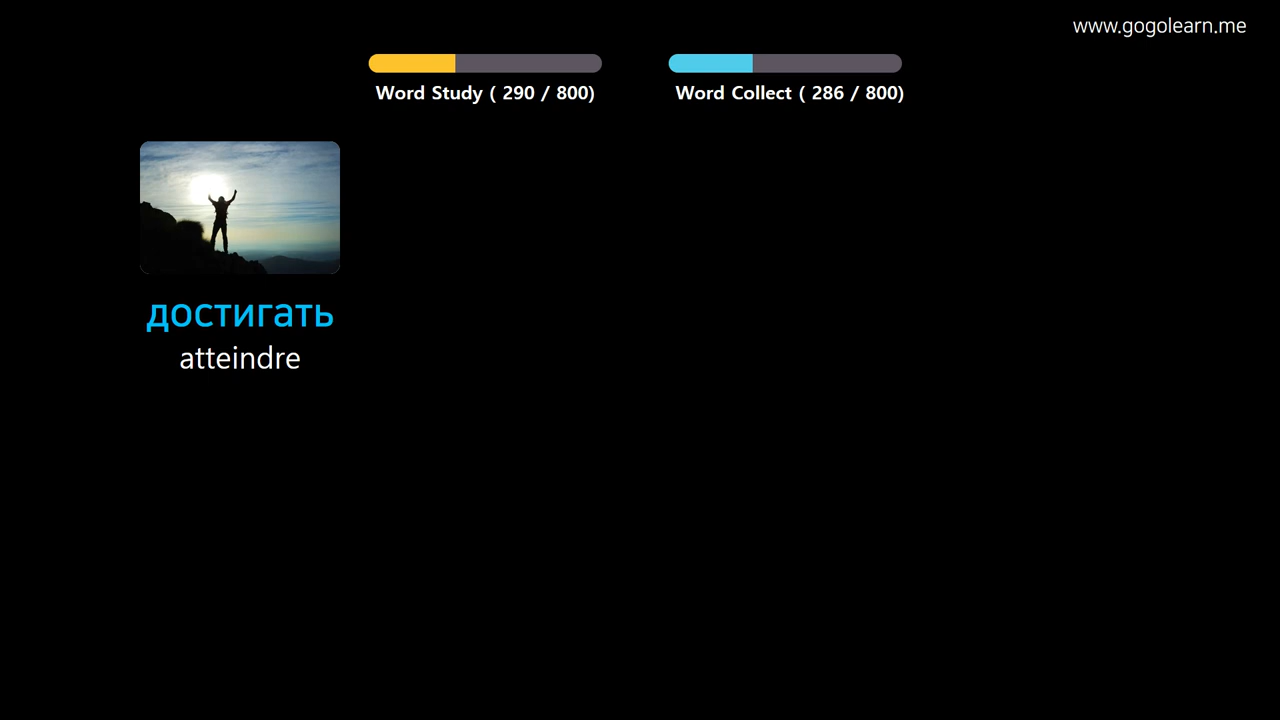 www.gogolearn.me
Word Study ( 290 / 800)
Word Collect ( 286 / 800)
достигать
atteindre